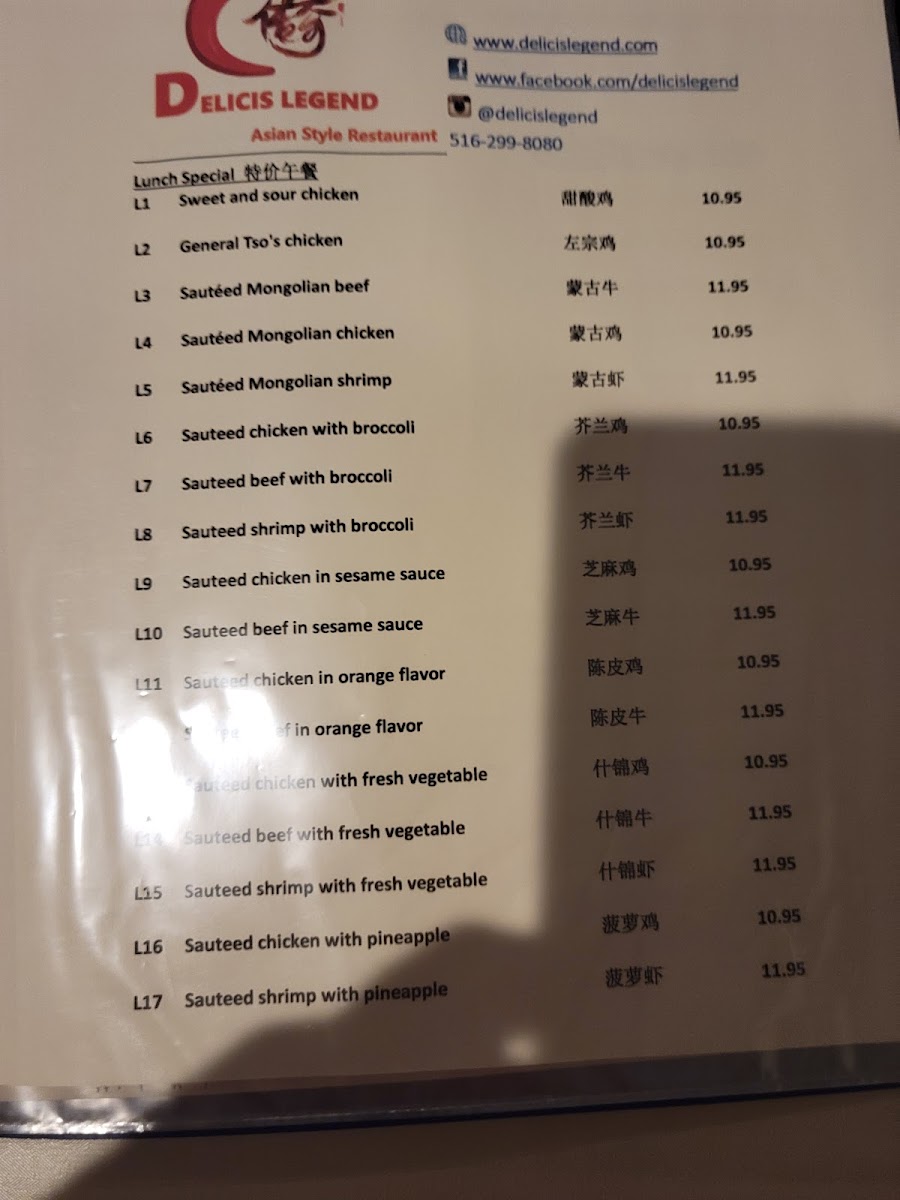 传奇
www.delicislegend.com
DELICIS LEGEND
www.facebook.com/delicislegend
@delicislegend
Asian Style Restaurant
516-299-8080
Lunch Special 特价午餐
L1 Sweet and sour chicken 甜酸鸡 10.95
L2 General Tso's chicken 左宗鸡 10.95
L3 Sautéed Mongolian beef 蒙古牛 11.95
L4 Sautéed Mongolian chicken 蒙古鸡 10.95
L5 Sautéed Mongolian shrimp 蒙古虾 11.95
L6 Sauteed chicken with broccoli 芥兰鸡 10.95
L7 Sauteed beef with broccoli 芥兰牛 11.95
L8 Sauteed shrimp with broccoli 芥兰虾 11.95
L9 Sauteed chicken in sesame sauce 芝麻鸡 10.95
L10 Sauteed beef in sesame sauce 芝麻牛 11.95
L11 Sauteed chicken in orange flavor 陈皮鸡 10.95
in orange flavor 陈皮牛 11.95
Sauteed chicken with fresh vegetable 什锦鸡 10.95
L14 Sauteed beef with fresh vegetable 什锦牛 11.95
L15 Sauteed shrimp with fresh vegetable 什锦虾 11.95
L16 Sauteed chicken with pineapple 菠萝鸡 10.95
L17 Sauteed shrimp with pineapple 菠萝虾 11.95